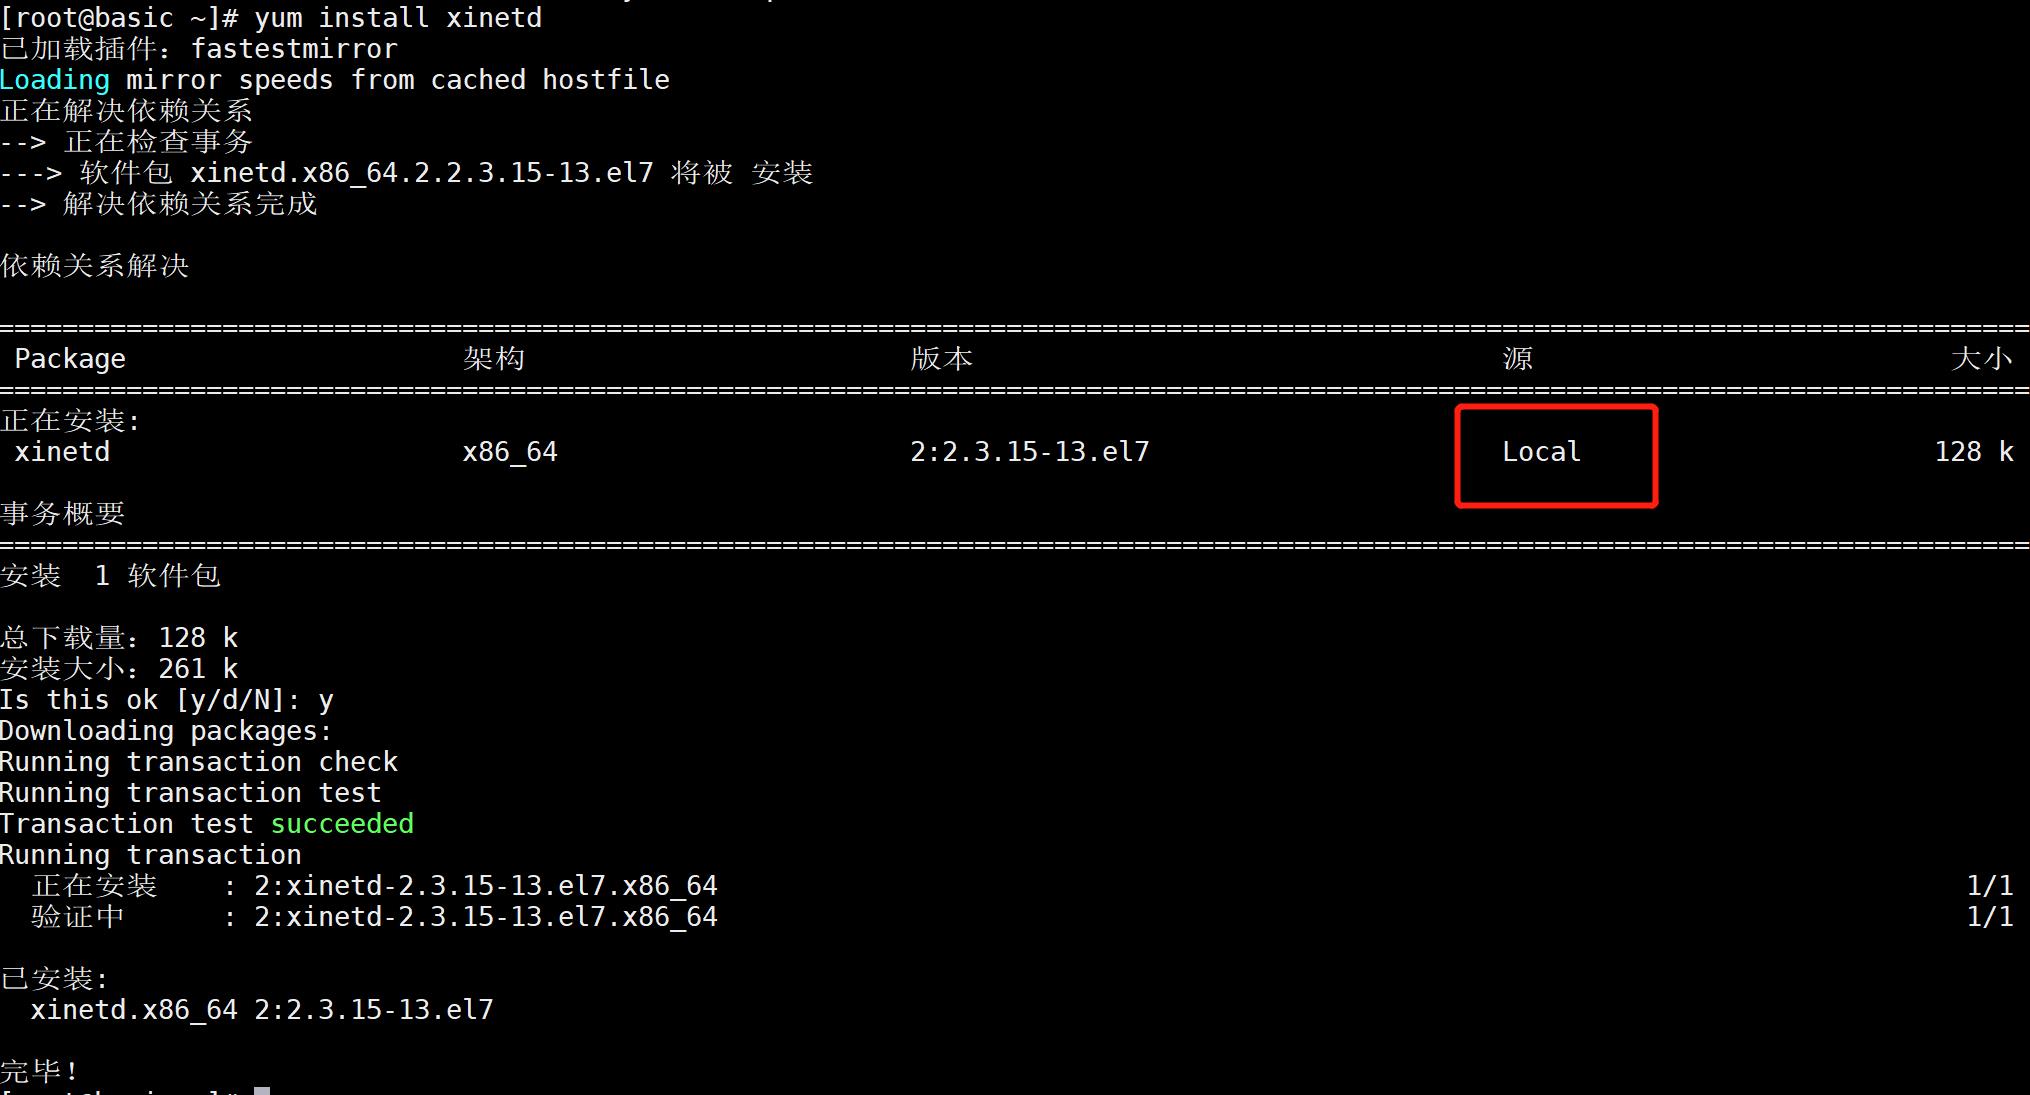 [root@basic ~]# yum install xinetd
已加载插件：fastestmirror
Loading mirror speeds from cached hostfile
正在解决依赖关系
--> 正在检查事务
---> 软件包 xinetd.x86_64.2.2.3.15-13.el7 将被 安装
--> 解决依赖关系完成
依赖关系解决
Package 架构 版本 源 大小
正在安装:
xinetd x86_64 2:2.3.15-13.el7 Local 128 k
事务概要
安装 1 软件包
总下载量：128 k
安装大小：261 k
Is this ok [y/d/N]: y
Downloading packages:
Running transaction check
Running transaction test
Transaction test succeeded
Running transaction
正在安装 : 2:xinetd-2.3.15-13.el7.x86_64 1/1
验证中 : 2:xinetd-2.3.15-13.el7.x86_64 1/1
已安装:
xinetd.x86_64 2:2.3.15-13.el7
完毕！